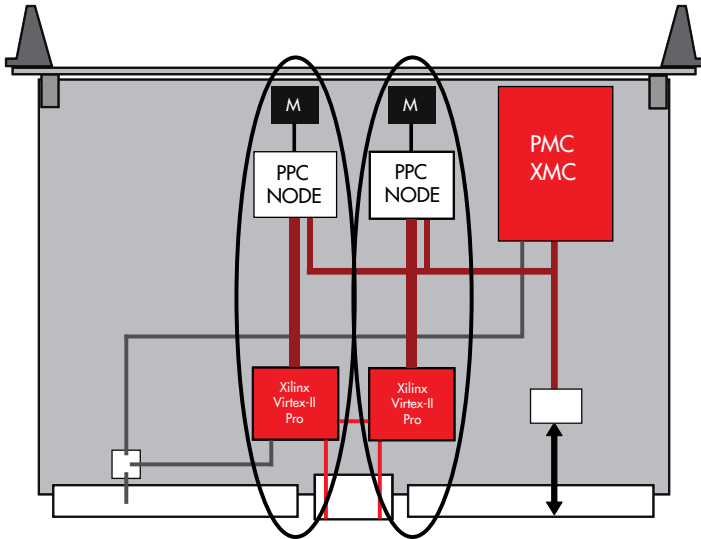 M
M
PPC
NODE
PPC
NODE
PMC
XMC
Xilinx
Virtex-II
Pro
Xilinx
Virtex-II
Pro